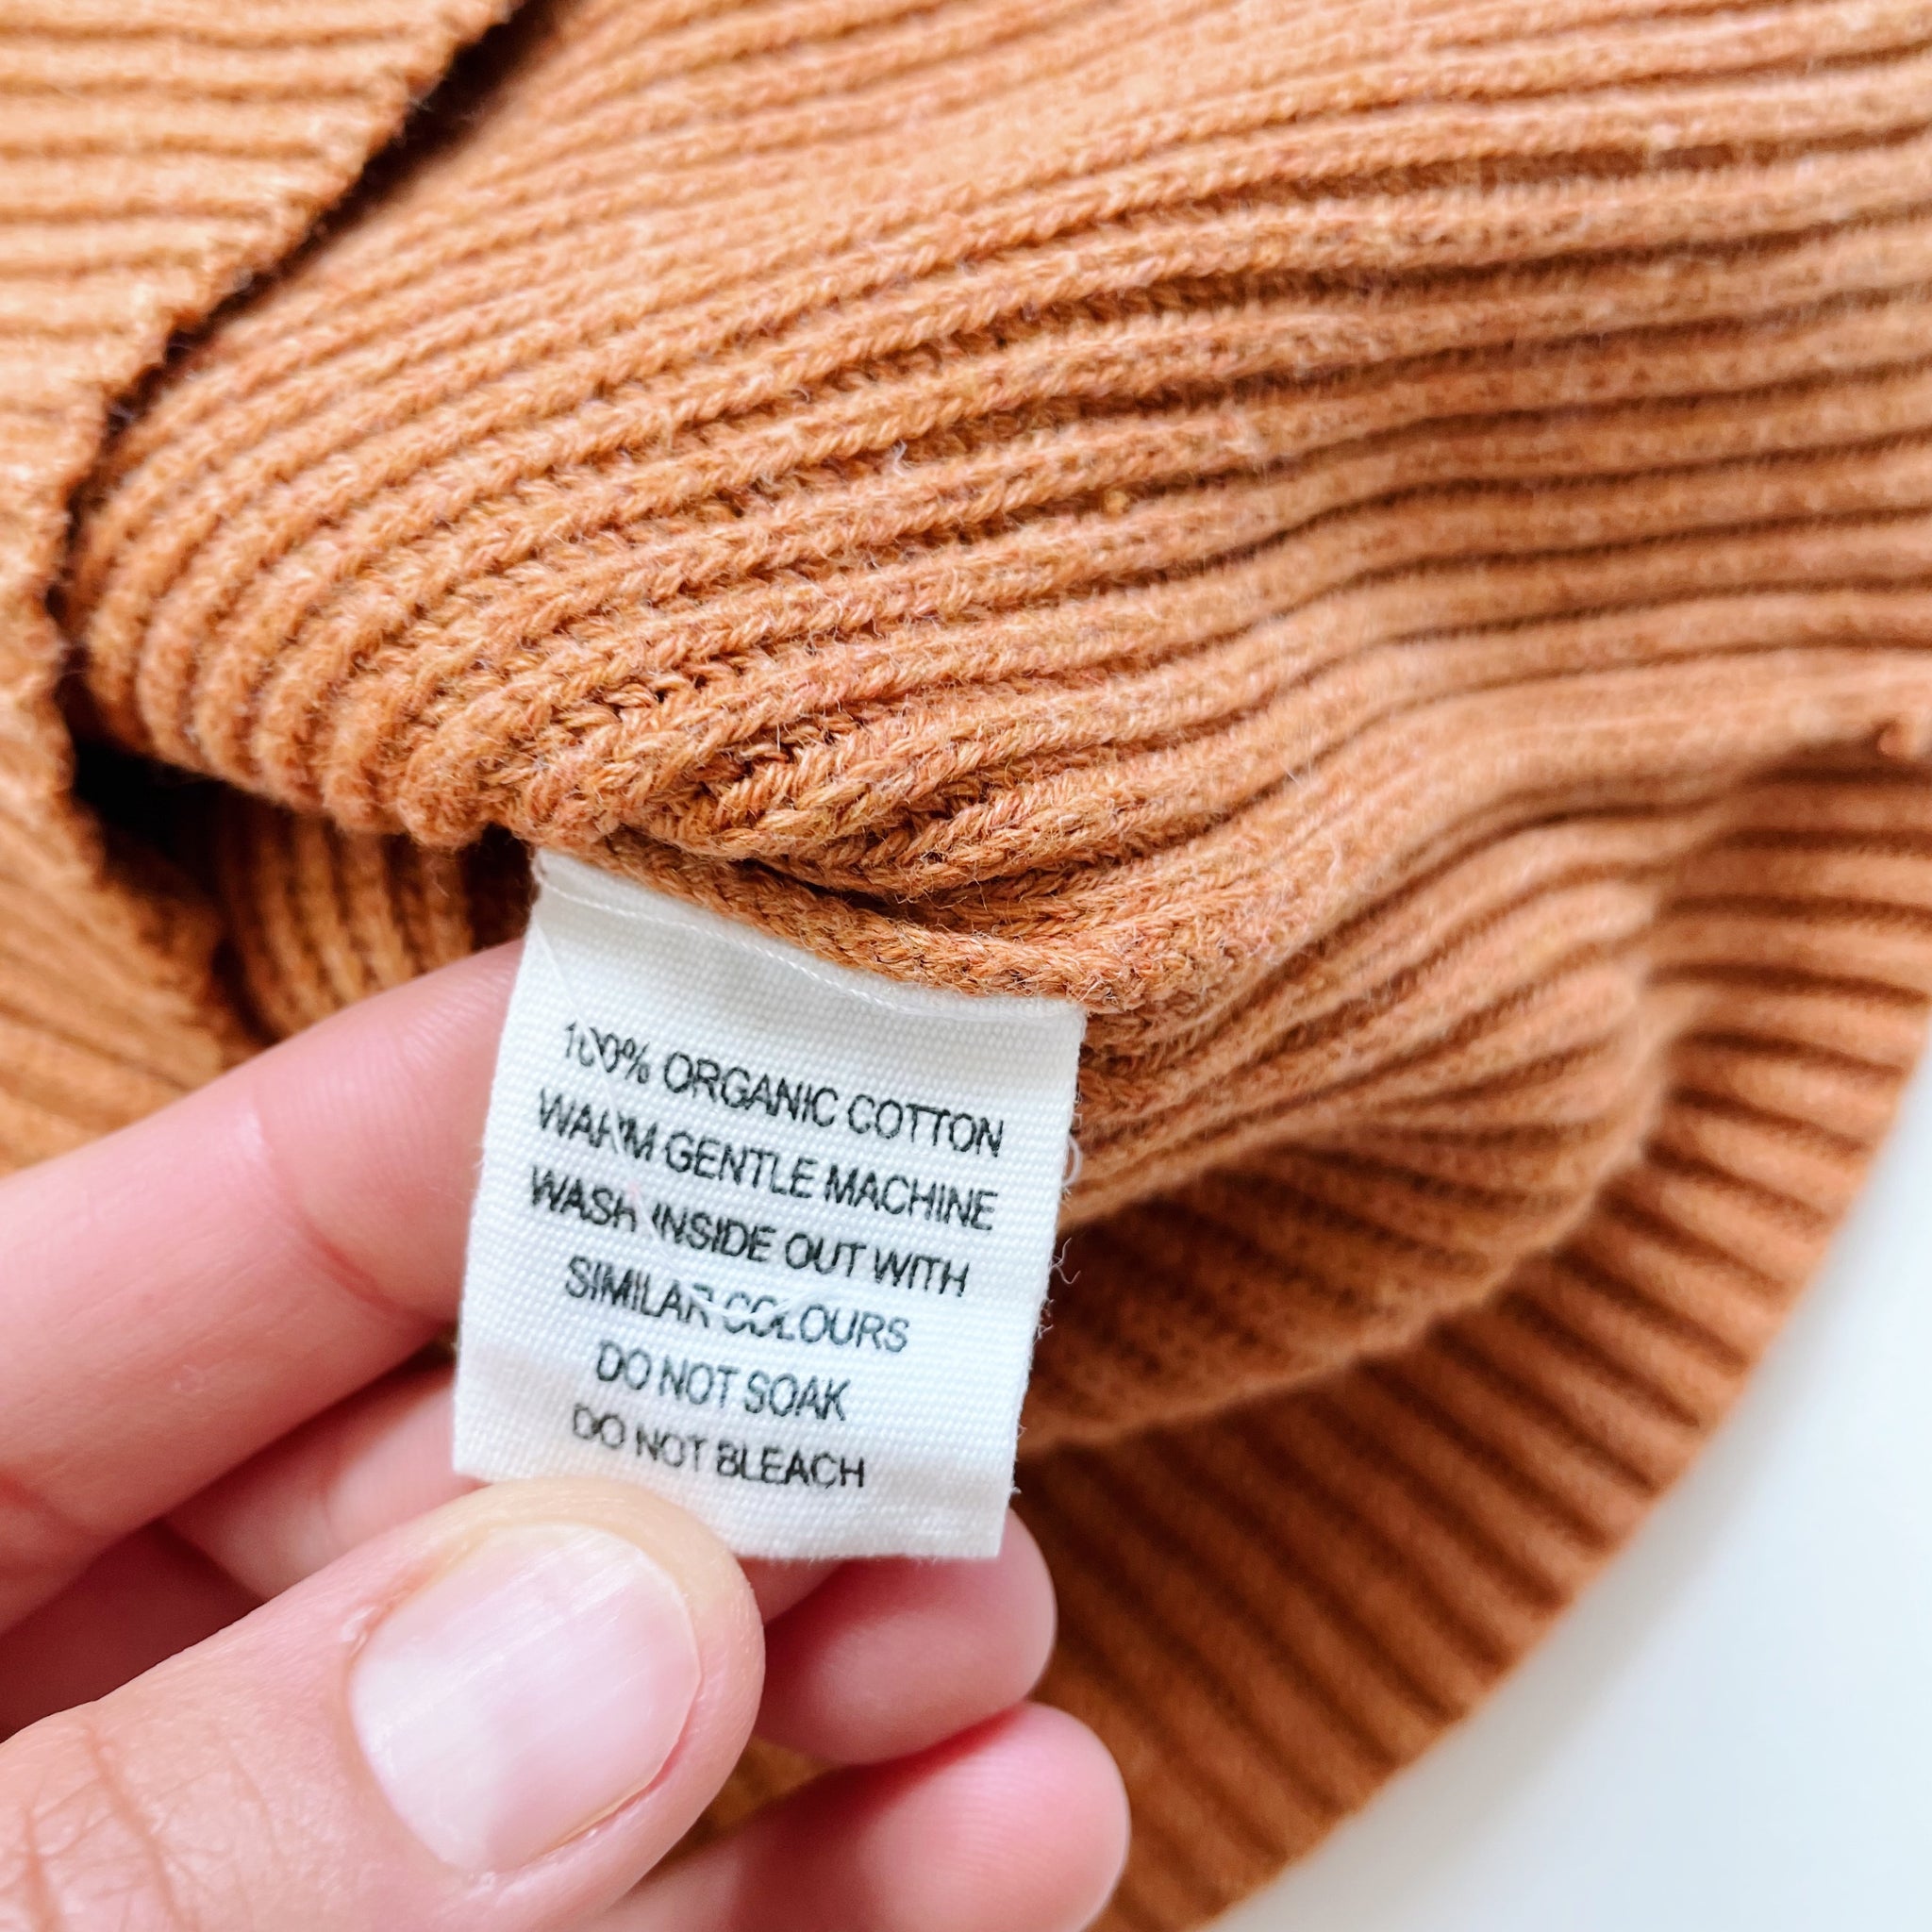 100% ORGANIC COTTON
WARM GENTLE MACHINE
WASH INSIDE OUT WITH
SIMILAR COLOURS
DO NOT SOAK
DO NOT BLEACH